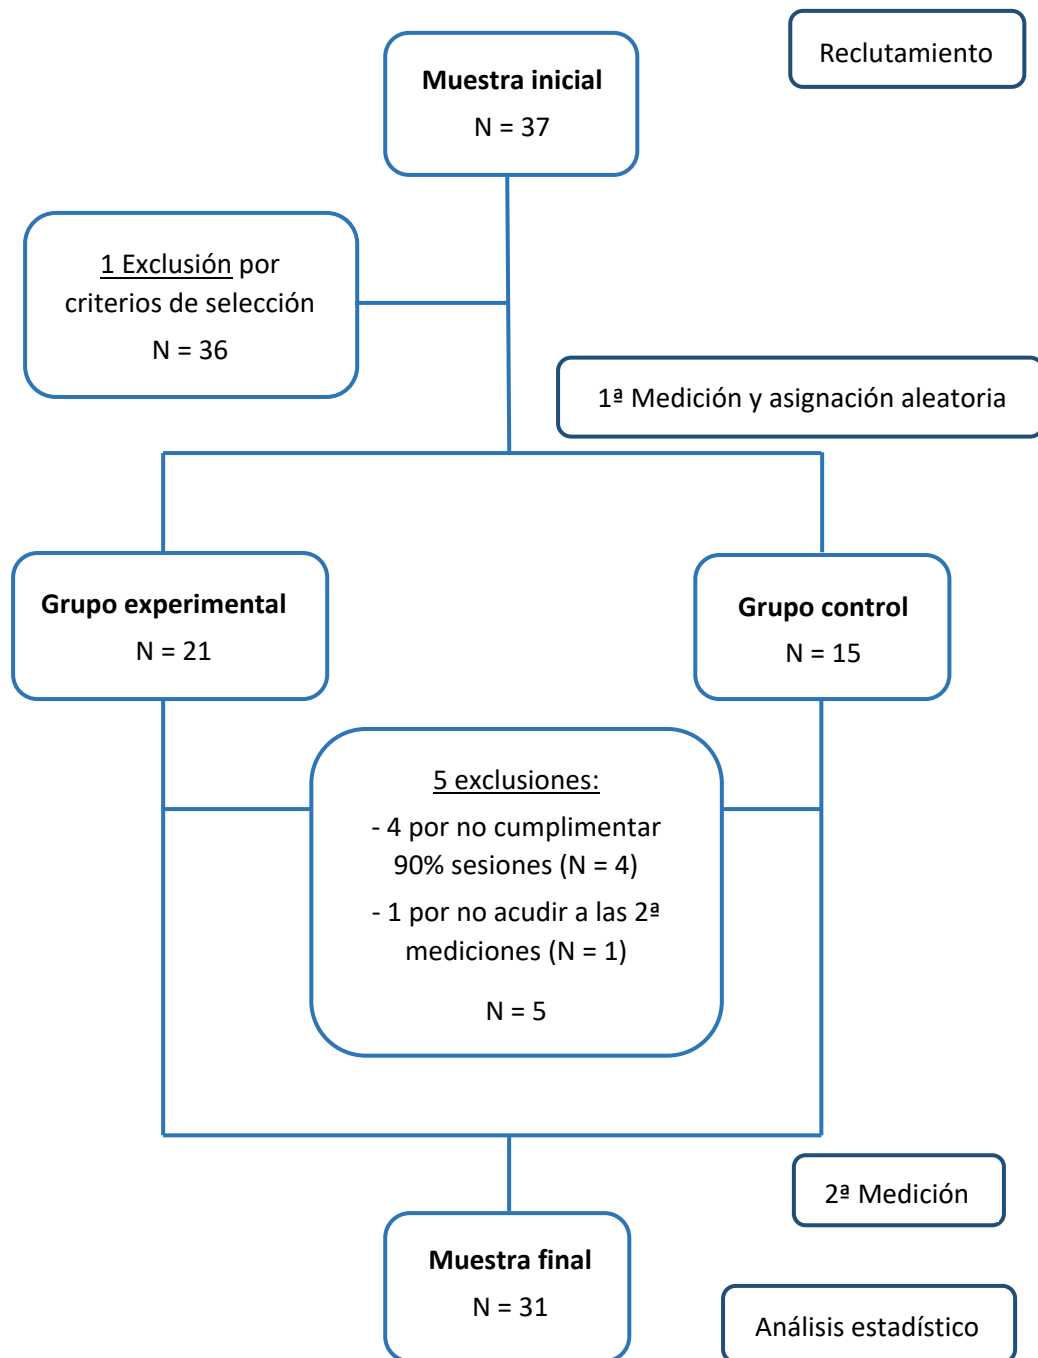 Reclutamiento
Muestra inicial
N = 37
1 Exclusión por
criterios de selección
N = 36
1ª Medición y asignación aleatoria
Grupo experimental
N = 21
Grupo control
N = 15
5 exclusiones:
- 4 por no cumplimentar
90% sesiones (N = 4)
- 1 por no acudir a las 2ª
mediciones (N = 1)
N = 5
2ª Medición
Muestra final
N = 31
Análisis estadístico